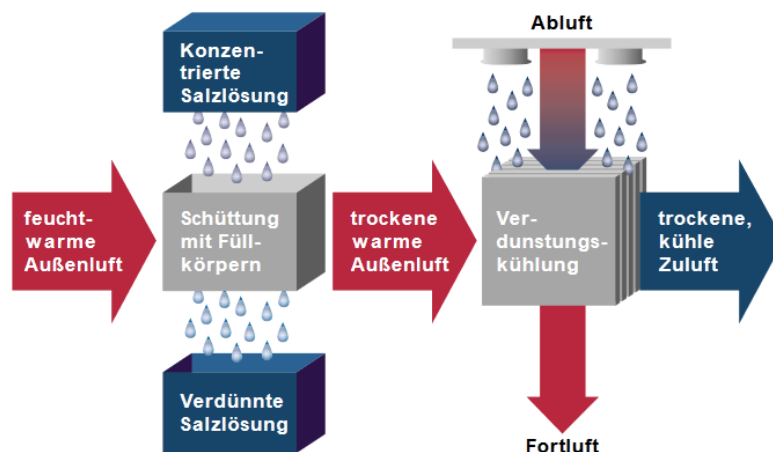 Konzen-
trierte
Salzlösung
Abluft
feucht-
warme
Außenluft
Schüttung
mit Füll-
körpern
trockene
warme
Außenluft
Ver-
dunstungs-
kühlung
trockene,
kühle
Zuluft
Verdünnte
Salzlösung
Fortluft